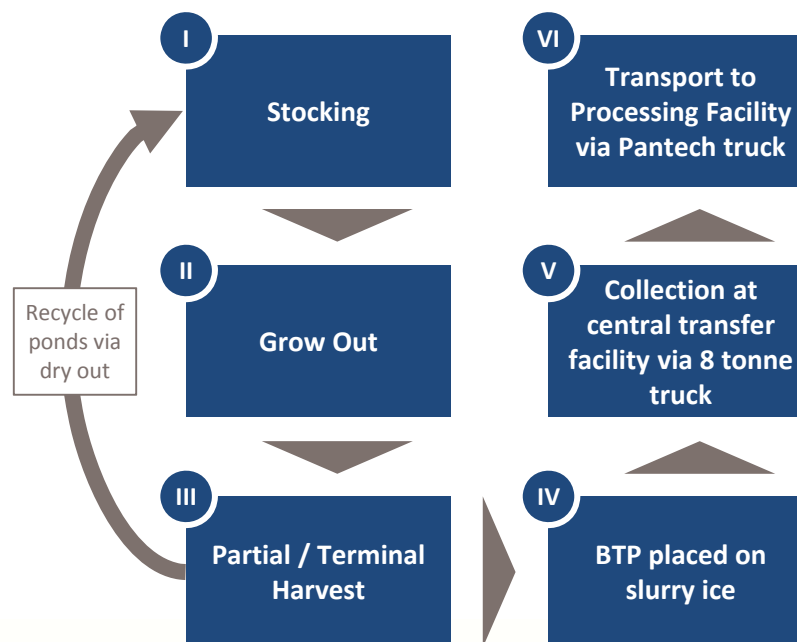 I
Stocking
II
Grow Out
Recycle of
ponds via
dry out
III
Partial / Terminal
Harvest
IV
BTP placed on
slurry ice
V
Collection at
central transfer
facility via 8 tonne
truck
VI
Transport to
Processing Facility
via Pantech truck